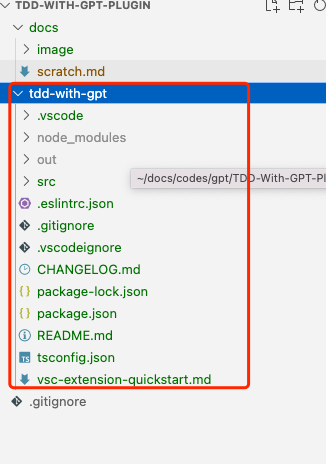 TDD-WITH-GPT-PLUGIN
docs
image
scratch.md
tdd-with-gpt
.vscode
node_modules
out
src
~/docs/codes/gpt/TDD-With-GPT-Pl
.eslintrc.json
.gitignore
.vscodeignore
CHANGELOG.md
package-lock.json
package.json
README.md
tsconfig.json
vsc-extension-quickstart.md
.gitignore